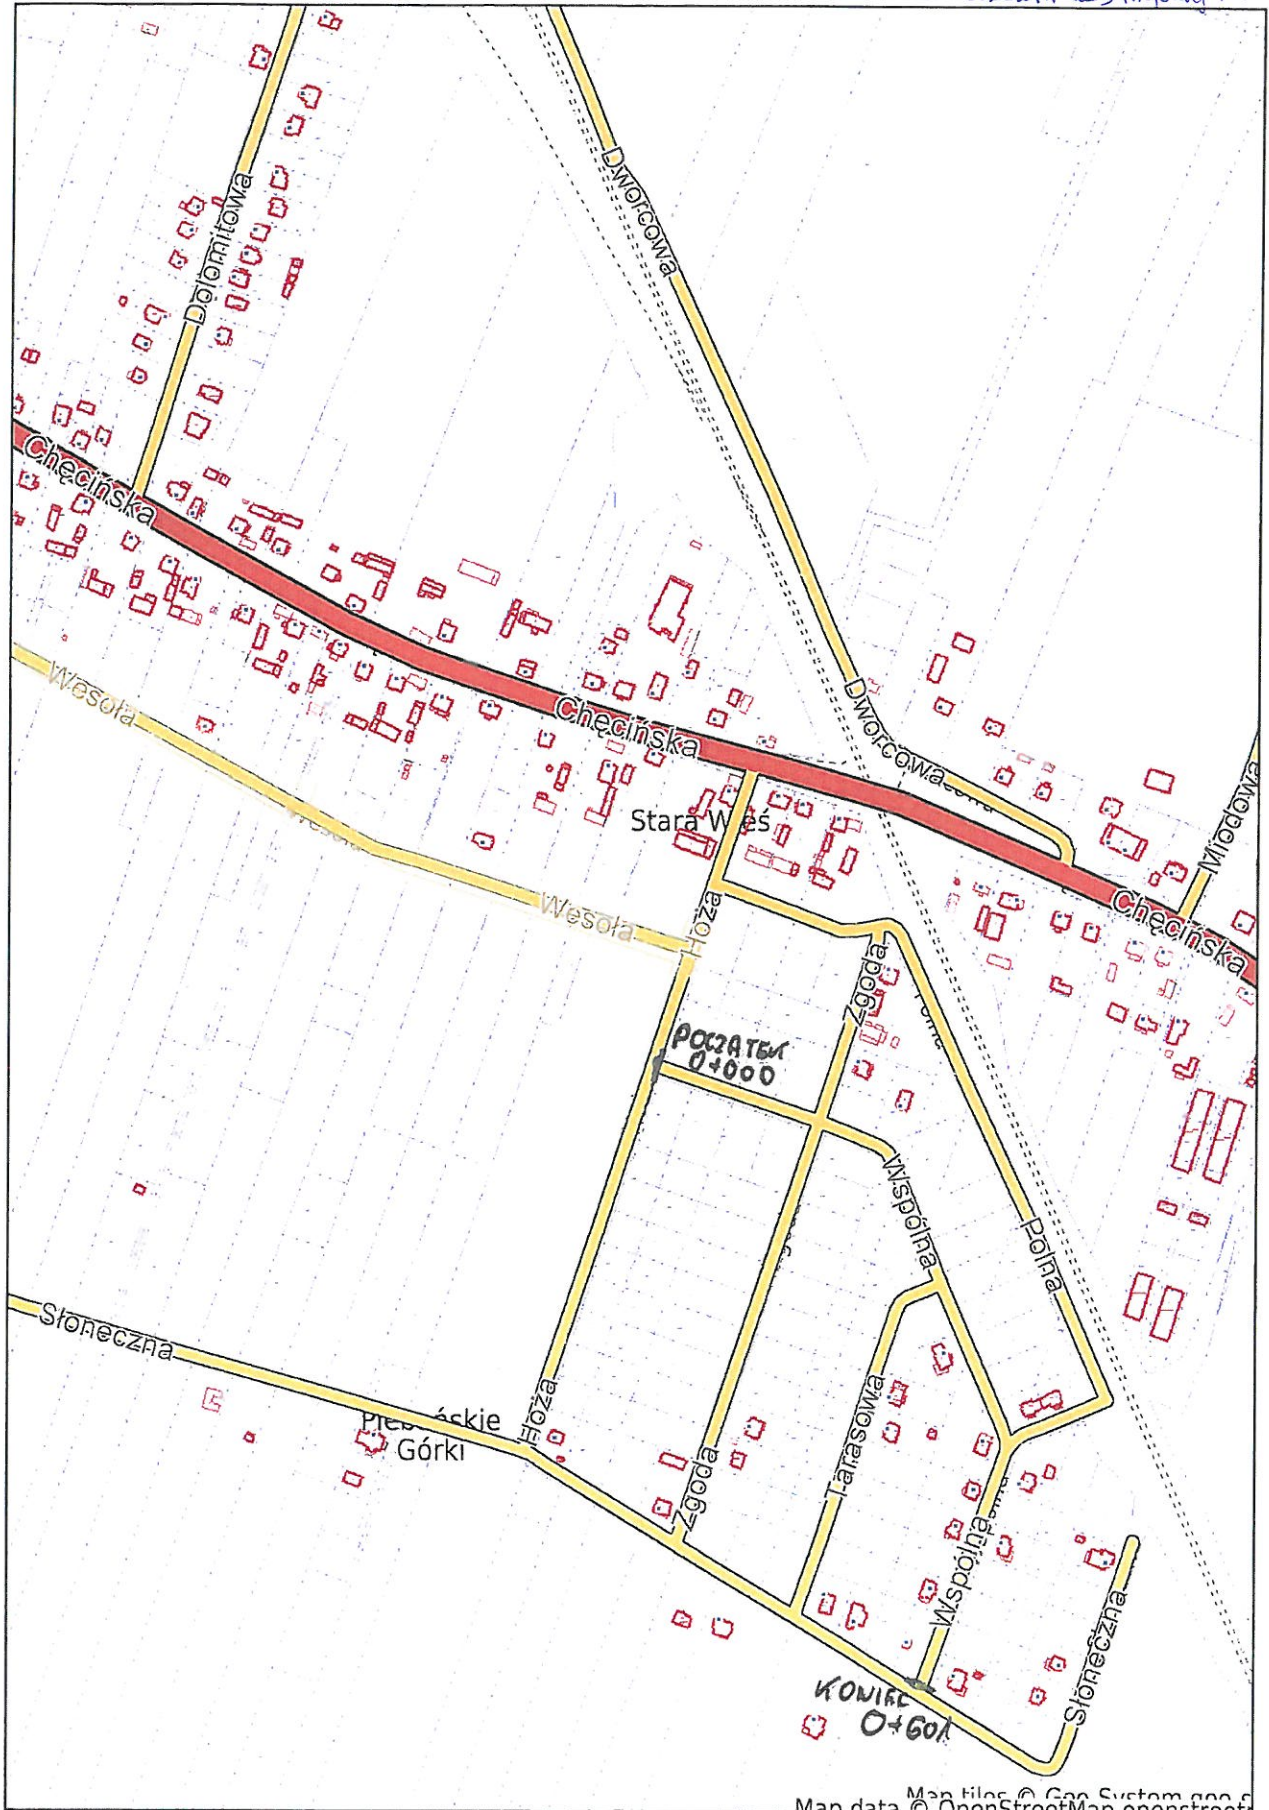 Dolomitowa
Dworcowa
Chęcińska
Wesoła
Chęcińska
Dworcowa
Miodowa
Stara Wieś
Wesoła
Hoża
Chęcińska
Zgoda
POCZĄTEK
0+000
Wspólna
Polna
Słoneczna
Hoża
Górki
Tarasowa
Zgoda
Wspólna
Słoneczna
KONIEC
0+601
Map tiles © Geo-System
Map data © OpenStreetMap